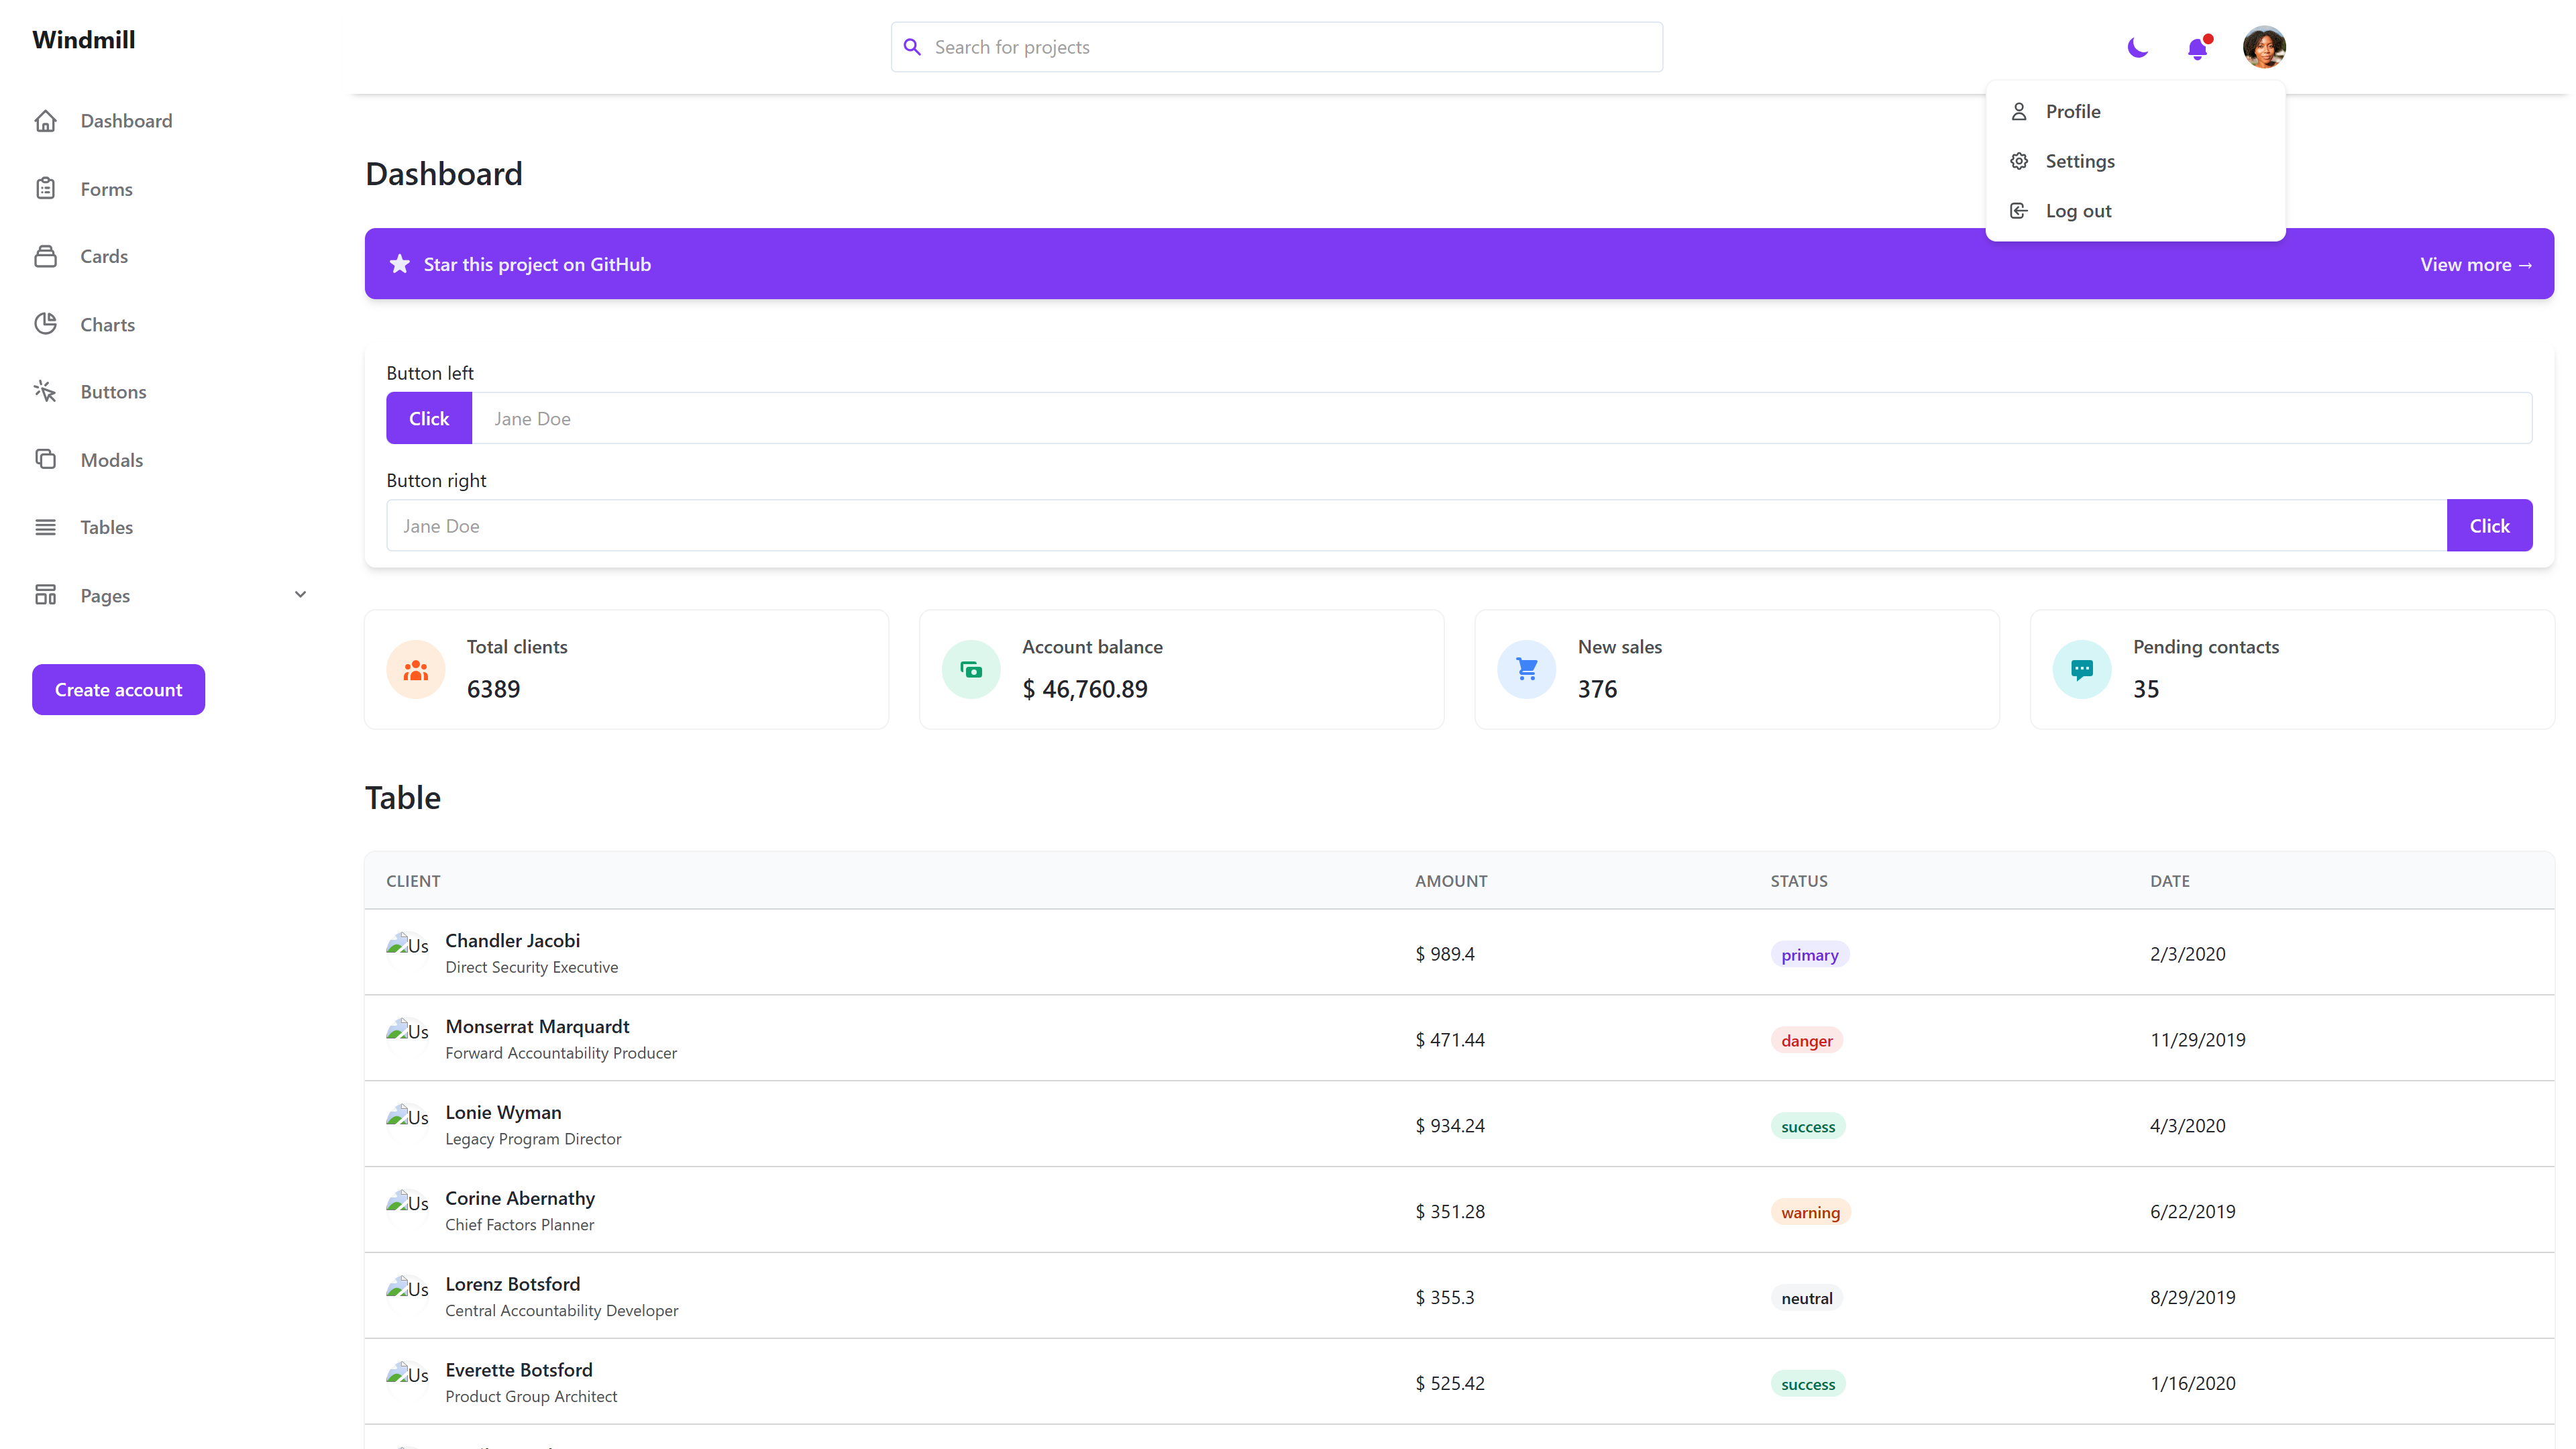 Windmill
Search for projects
Dashboard
Forms
Cards
Charts
Buttons
Modals
Tables
Pages
Create account
Profile
Settings
Log out
Dashboard
Star this project on GitHub
View more →
Button left
Click
Jane Doe
Button right
Jane Doe
Click
Total clients
6389
Account balance
$ 46,760.89
New sales
376
Pending contacts
35
Table
CLIENT AMOUNT STATUS DATE
Us
Chandler Jacobi
Direct Security Executive
$ 989.4
primary
2/3/2020
Us
Monserrat Marquardt
Forward Accountability Producer
$ 471.44
danger
11/29/2019
Us
Lonie Wyman
Legacy Program Director
$ 934.24
success
4/3/2020
Us
Corine Abernathy
Chief Factors Planner
$ 351.28
warning
6/22/2019
Us
Lorenz Botsford
Central Accountability Developer
$ 355.3
neutral
8/29/2019
Us
Everette Botsford
Product Group Architect
$ 525.42
success
1/16/2020